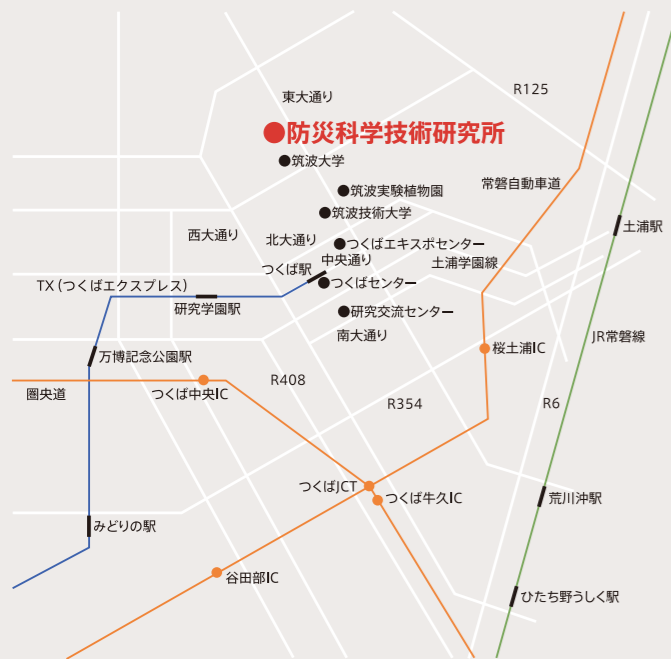 R125
東大通り
防災科学技術研究所
筑波大学
筑波実験植物園
常磐自動車道
筑波技術大学
土浦駅
西大通り
北大通り
つくばエキスポセンター
中央通り
土浦学園線
つくば駅
TX (つくばエクスプレス)
つくばセンター
研究学園駅
研究交流センター
南大通り
JR常磐線
桜土浦IC
万博記念公園駅
R408
圏央道
つくば中央IC
R354
R6
つくばJCT
つくば牛久IC
荒川沖駅
みどりの駅
谷田部IC
ひたち野うしく駅